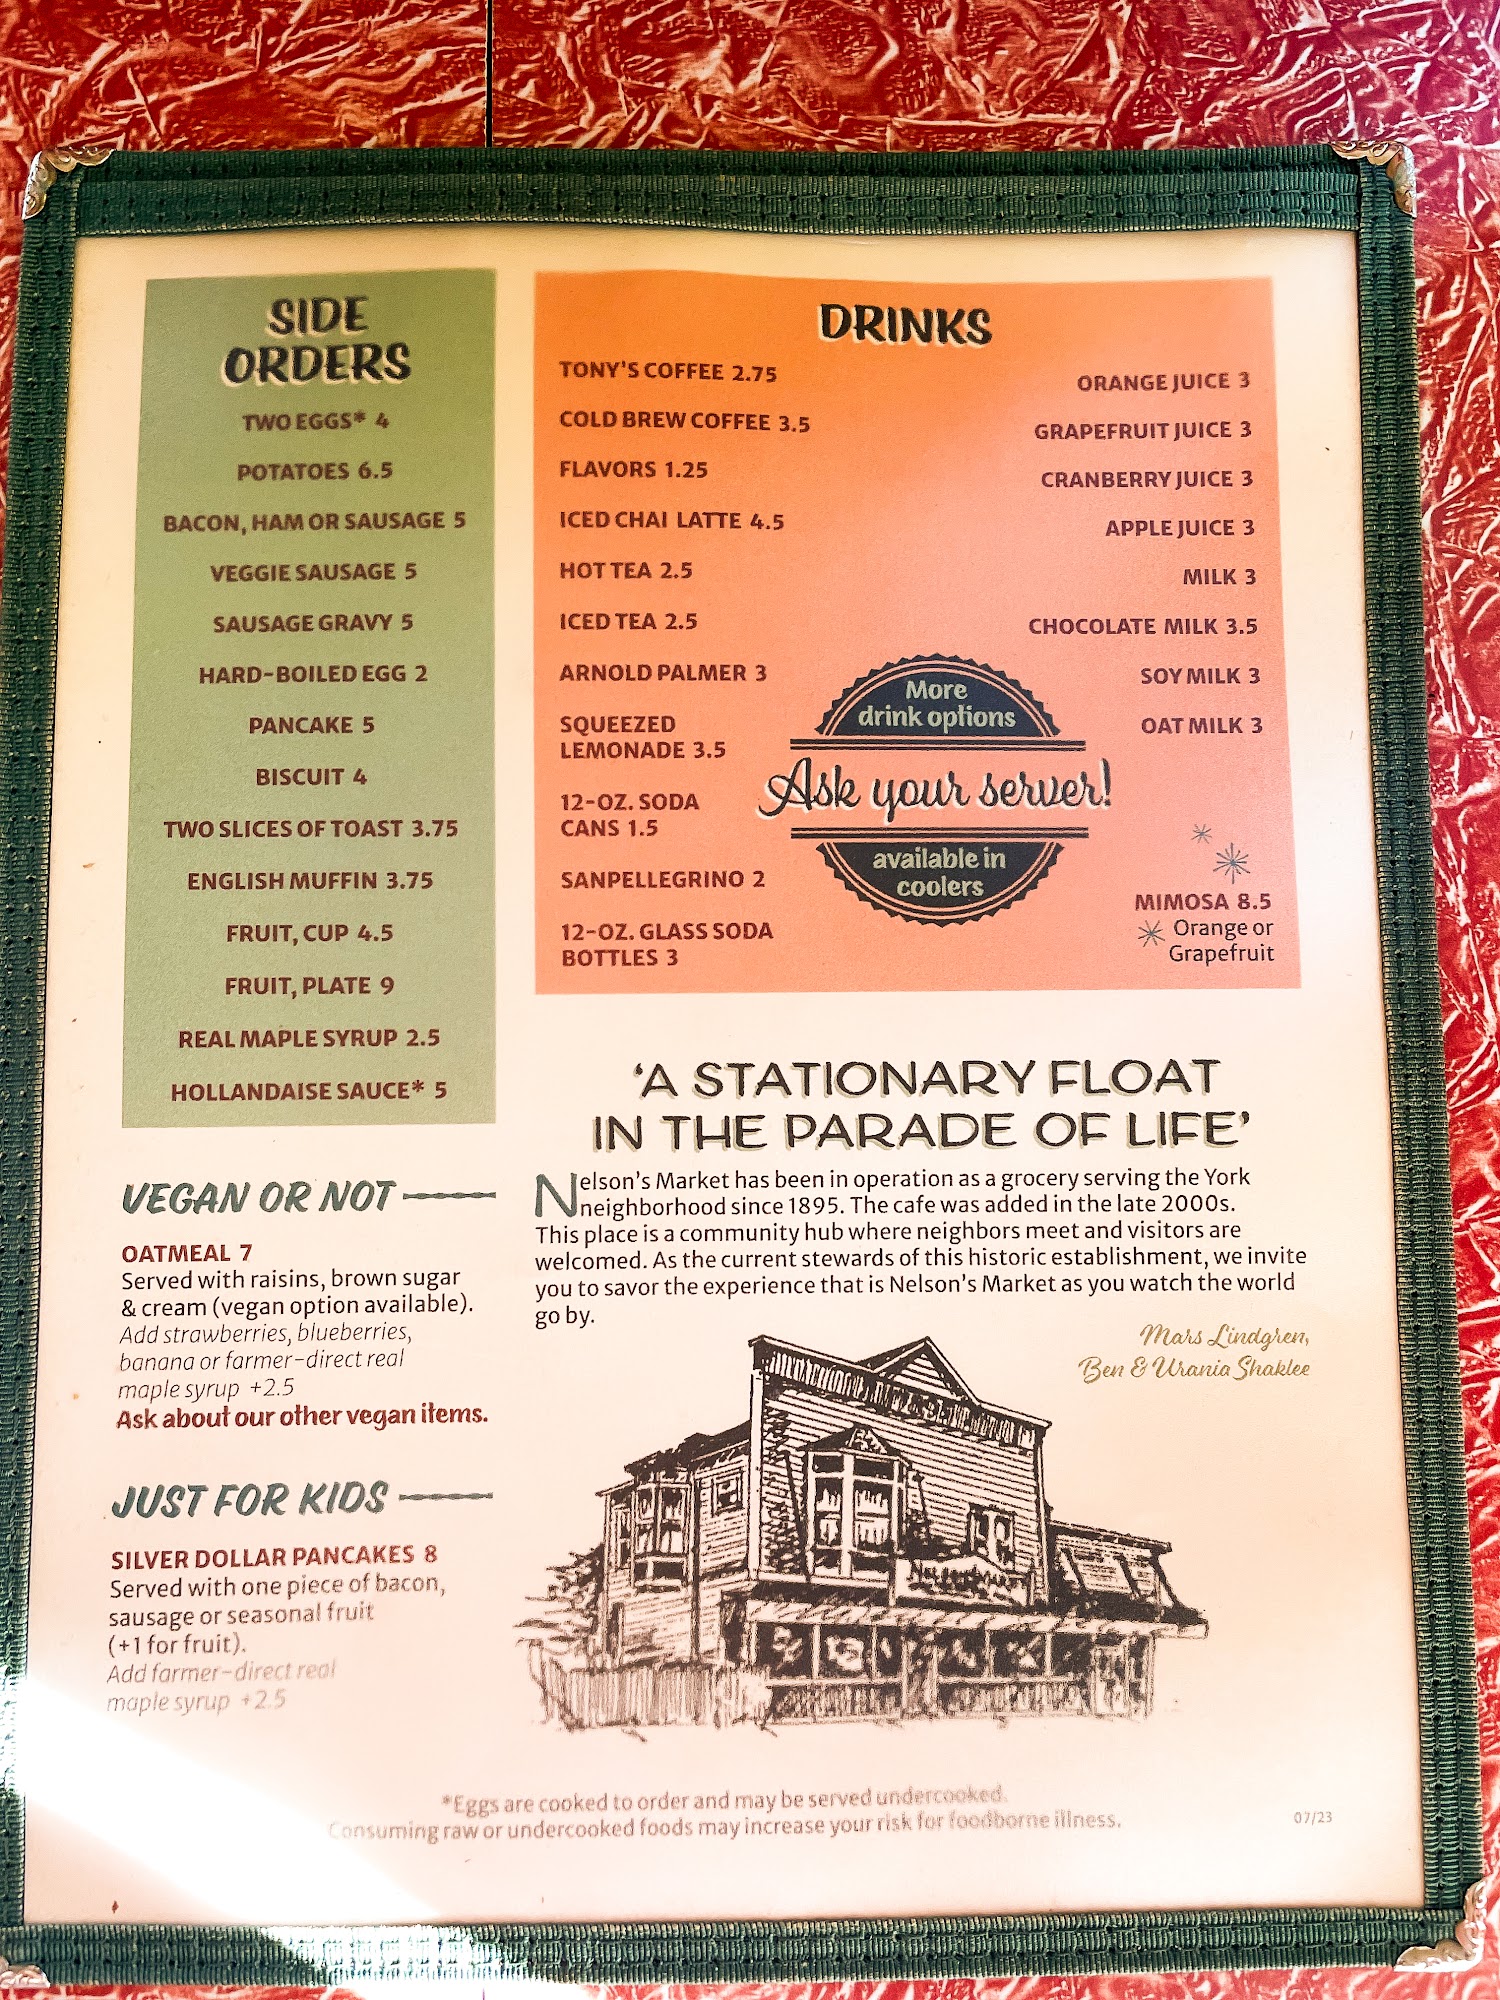 SIDE
ORDERS
TWO EGGS* 4
POTATOES 6.5
BACON, HAM OR SAUSAGE 5
VEGGIE SAUSAGE 5
SAUSAGE GRAVY 5
HARD-BOILED EGG 2
PANCAKE 5
BISCUIT 4
TWO SLICES OF TOAST 3.75
ENGLISH MUFFIN 3.75
FRUIT, CUP 4.5
FRUIT, PLATE 9
REAL MAPLE SYRUP 2.5
HOLLANDAISE SAUCE* 5
DRINKS
TONY'S COFFEE 2.75
COLD BREW COFFEE 3.5
FLAVORS 1.25
ICED CHAI LATTE 4.5
HOT TEA 2.5
ICED TEA 2.5
ARNOLD PALMER 3
SQUEEZED
LEMONADE 3.5
12-OZ. SODA
CANS 1.5
SANPELLEGRINO 2
12-OZ. GLASS SODA
BOTTLES 3
ORANGE JUICE 3
GRAPEFRUIT JUICE 3
CRANBERRY JUICE 3
APPLE JUICE 3
MILK 3
CHOCOLATE MILK 3.5
SOY MILK 3
OAT MILK 3
More
drink options
Ask your server!
available in
coolers
MIMOSA 8.5
Orange or
Grapefruit
VEGAN OR NOT
OATMEAL 7
Served with raisins, brown sugar
& cream (vegan option available).
Add strawberries, blueberries,
banana or farmer-direct real
maple syrup +2.5
Ask about our other vegan items.
JUST FOR KIDS
SILVER DOLLAR PANCAKES 8
Served with one piece of bacon,
sausage or seasonal fruit
(+1 for fruit).
Add farmer-direct real
maple syrup +2.5
'A STATIONARY FLOAT
IN THE PARADE OF LIFE'
Nelson's Market has been in operation as a grocery serving the York
neighborhood since 1895. The cafe was added in the late 2000s.
This place is a community hub where neighbors meet and visitors are
welcomed. As the current stewards of this historic establishment, we invite
you to savor the experience that is Nelson's Market as you watch the world
go by.
Mars Lindgren,
Ben & Urania Shaklee
*Eggs are cooked to order and may be served undercooked.
Consuming raw or undercooked foods may increase your risk for foodborne illness.
07/23